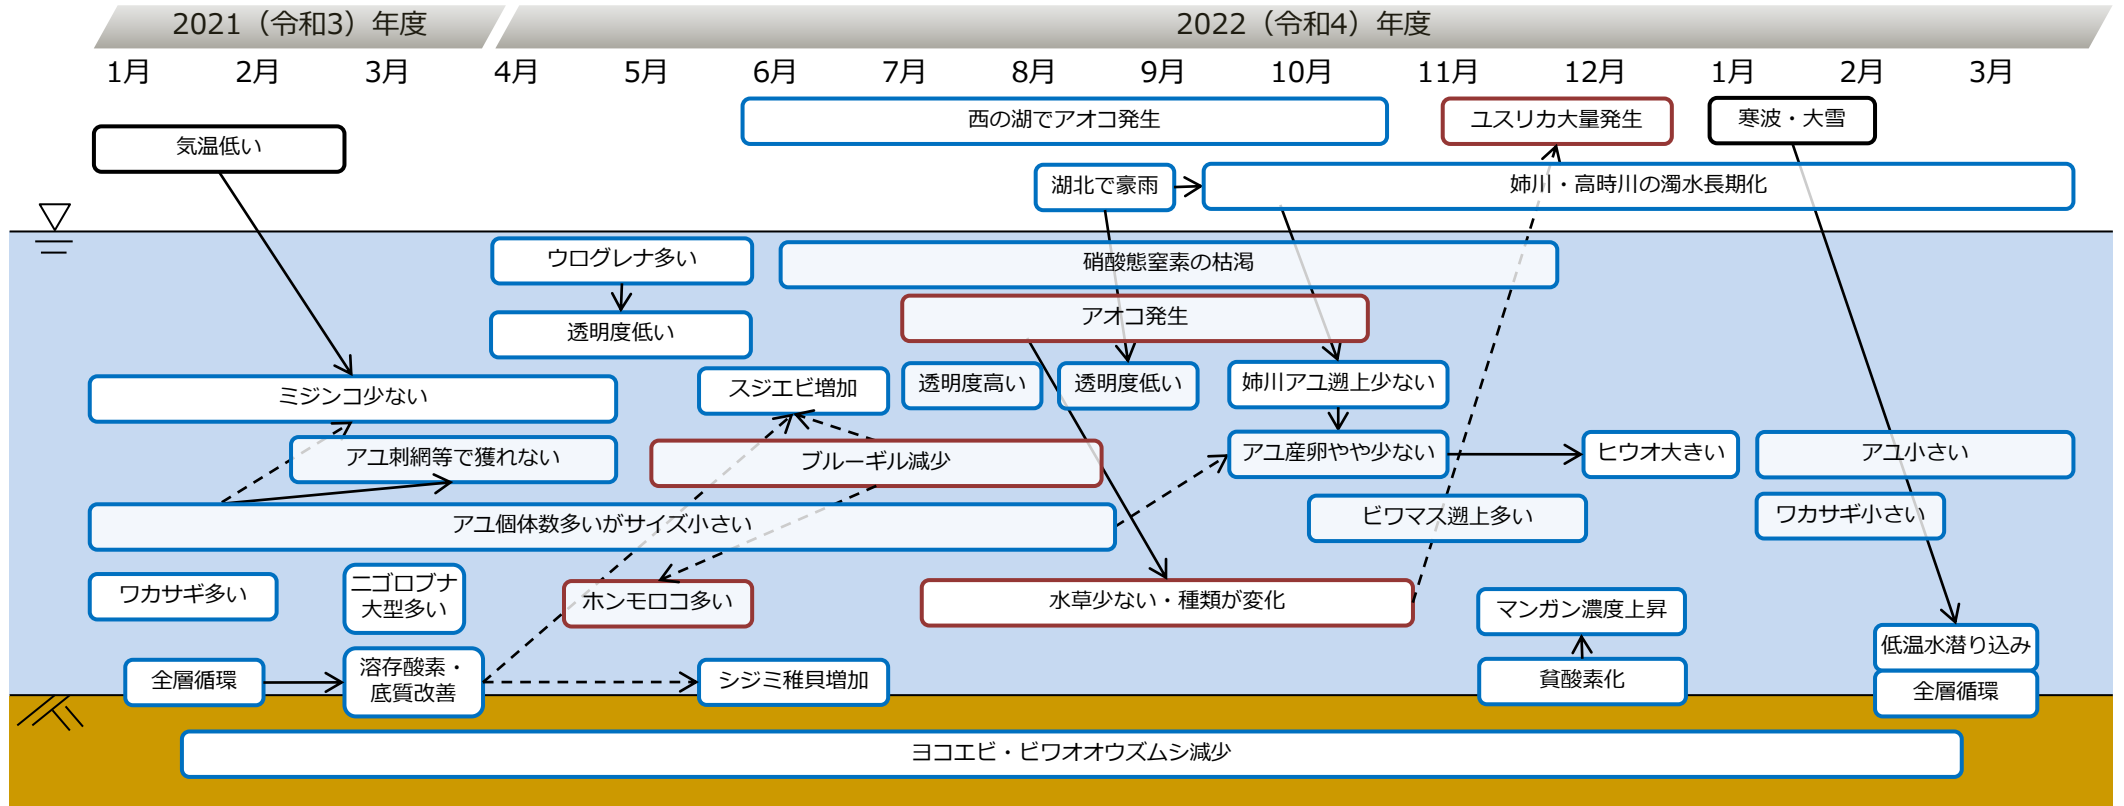 2021（令和3）年度
2022（令和4）年度
1月
2月
3月
4月
5月
6月
7月
8月
9月
10月
11月
12月
1月
2月
3月
西の湖でアオコ発生
ユスリカ大量発生
寒波・大雪
気温低い
湖北で豪雨
姉川・高時川の濁水長期化
ウログレナ多い
硝酸態窒素の枯渇
アオコ発生
透明度低い
スジエビ増加
透明度高い
透明度低い
姉川アユ遡上少ない
ミジンコ少ない
アユ刺網等で獲れない
ブルーギル減少
アユ産卵やや少ない
ヒウオ大きい
アユ小さい
アユ個体数多いがサイズ小さい
ビワマス遡上多い
ワカサギ小さい
ワカサギ多い
ニゴロブナ
大型多い
ホンモロコ多い
水草少ない・種類が変化
マンガン濃度上昇
低温水潜り込み
全層循環
溶存酸素・
底質改善
シジミ稚貝増加
貧酸素化
全層循環
ヨコエビ・ビワオオウズムシ減少